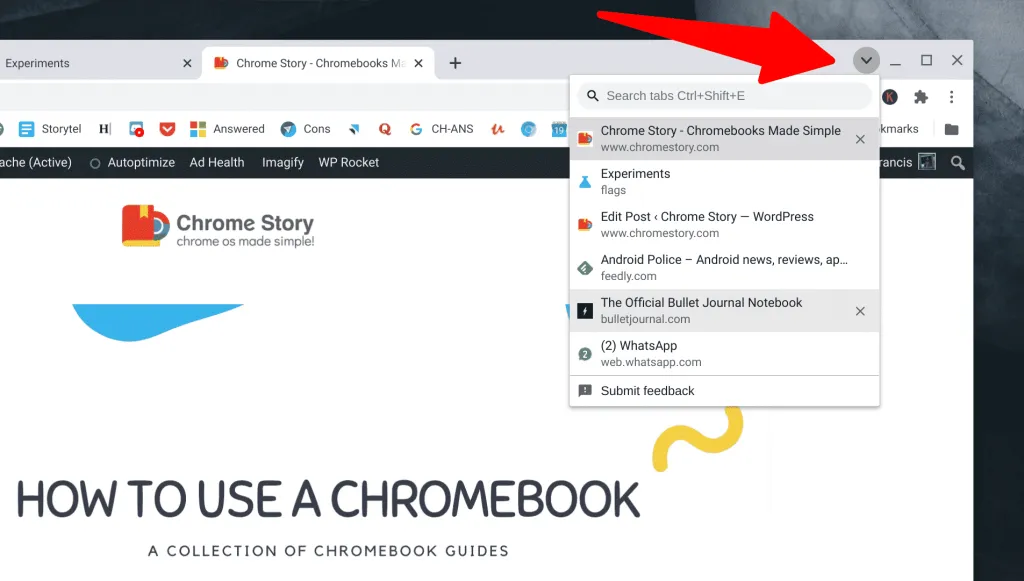 Experiments
Chrome Story - Chromebooks Ma
Search tabs Ctrl+Shift+E
K
Storytel
H
Answered
Cons
Q
G
CH-ANS
19
kmarks
Chrome Story - Chromebooks Made Simple
www.chromestory.com
ache (Active)
Autoptimize
Ad Health
Imagify
WP Rocket
rancis
Experiments
flags
Edit Post ‹ Chrome Story — WordPress
www.chromestory.com
Android Police – Android news, reviews, ap…
feedly.com
The Official Bullet Journal Notebook
bulletjournal.com
2
(2) WhatsApp
web.whatsapp.com
Submit feedback
Chrome Story
chrome os made simple!
HOW TO USE A CHROMEBOOK
A COLLECTION OF CHROMEBOOK GUIDES